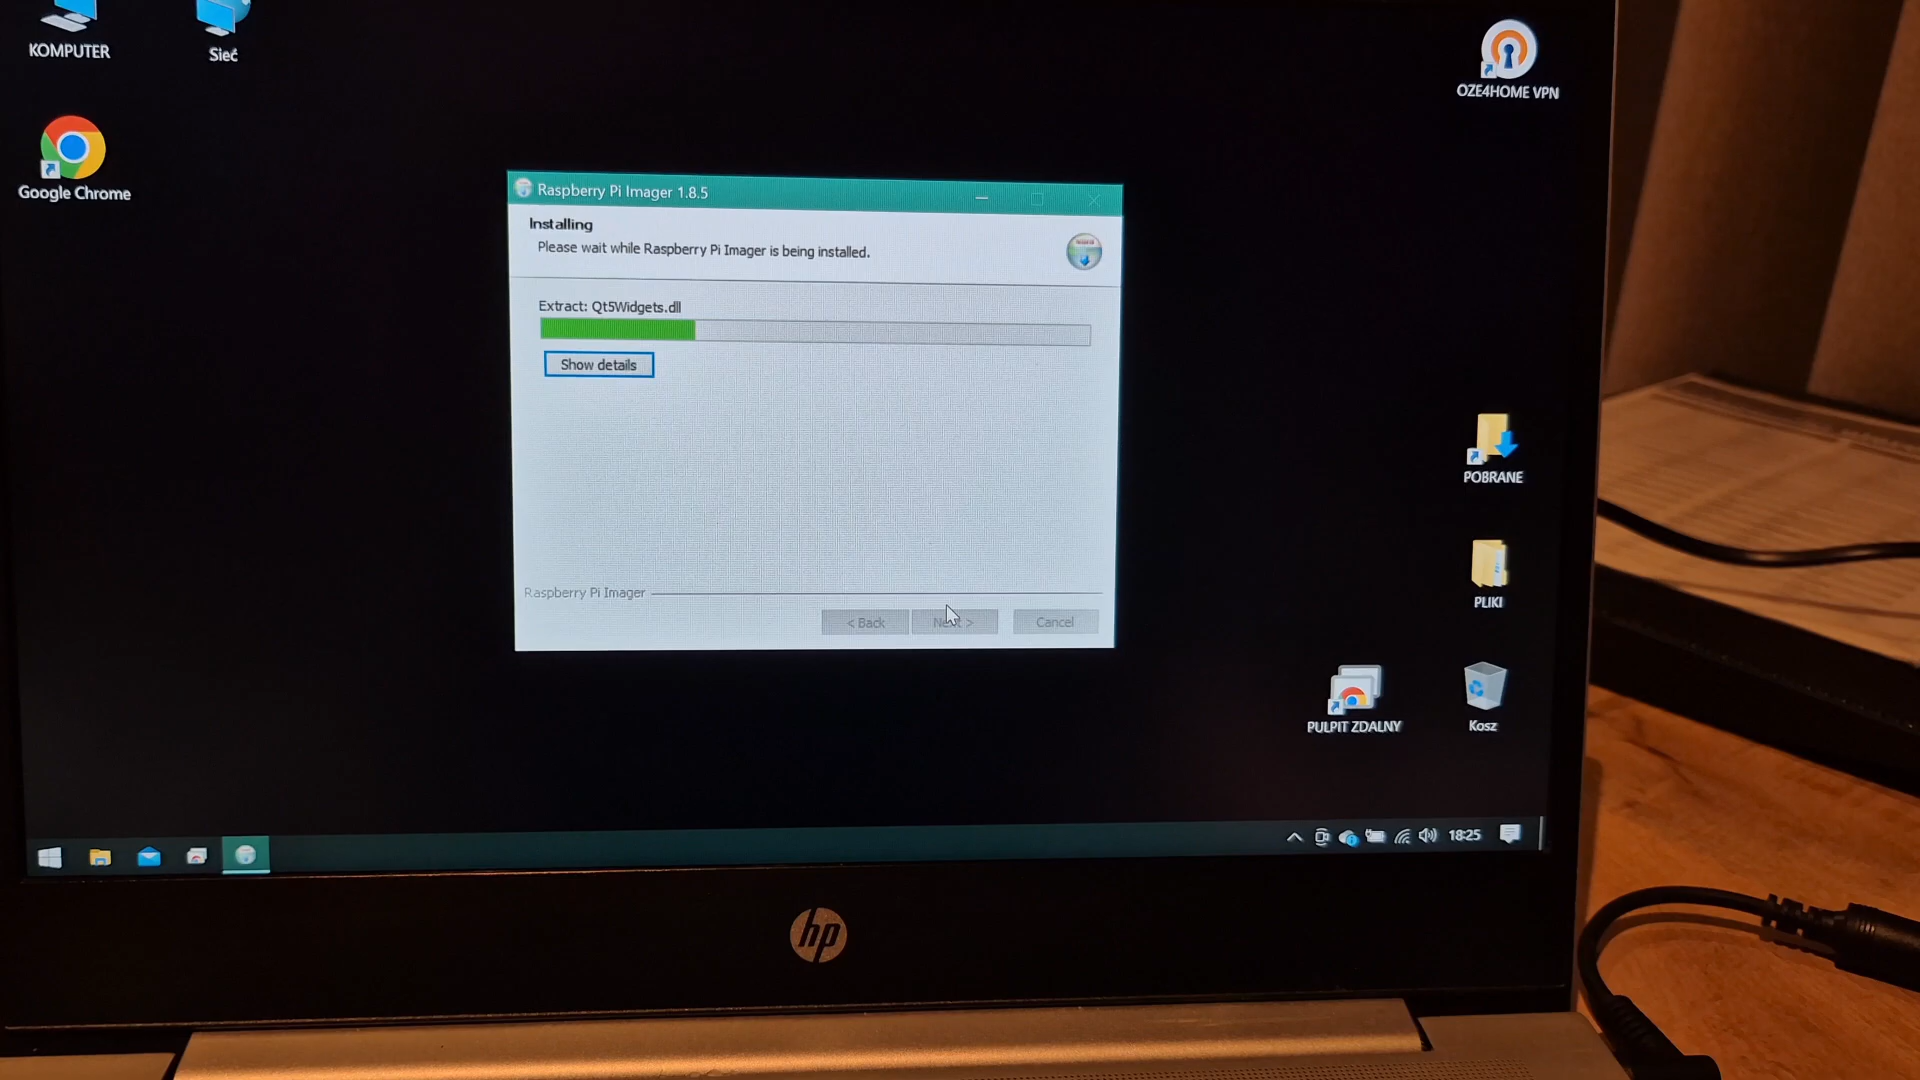 KOMPUTER
Sieć
OZE4HOME VPN
Google Chrome
Raspberry Pi Imager 1.8.5
Installing
Please wait while Raspberry Pi Imager is being installed.
Extract: Qt5Widgets.dll
Show details
POBRANE
PLIKI
Raspberry Pi Imager
< Back
Next >
Cancel
PULPIT ZDALNY
Kosz
18:25
hp